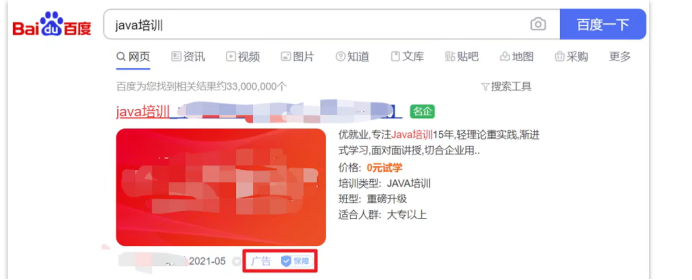 Bai du 百度
java培训
百度一下
网页 资讯 视频 图片 知道 文库 贴吧 地图 采购 更多
百度为您找到相关结果约33,000,000个
搜索工具
java培训
】 名企
优就业,专注Java培训15年,轻理论重实践,渐进
式学习,面对面讲授,切合企业用..
价格: 0元试学
培训类型: JAVA培训
班型: 重磅升级
适合人群: 大专以上
2021-05 广告 保障